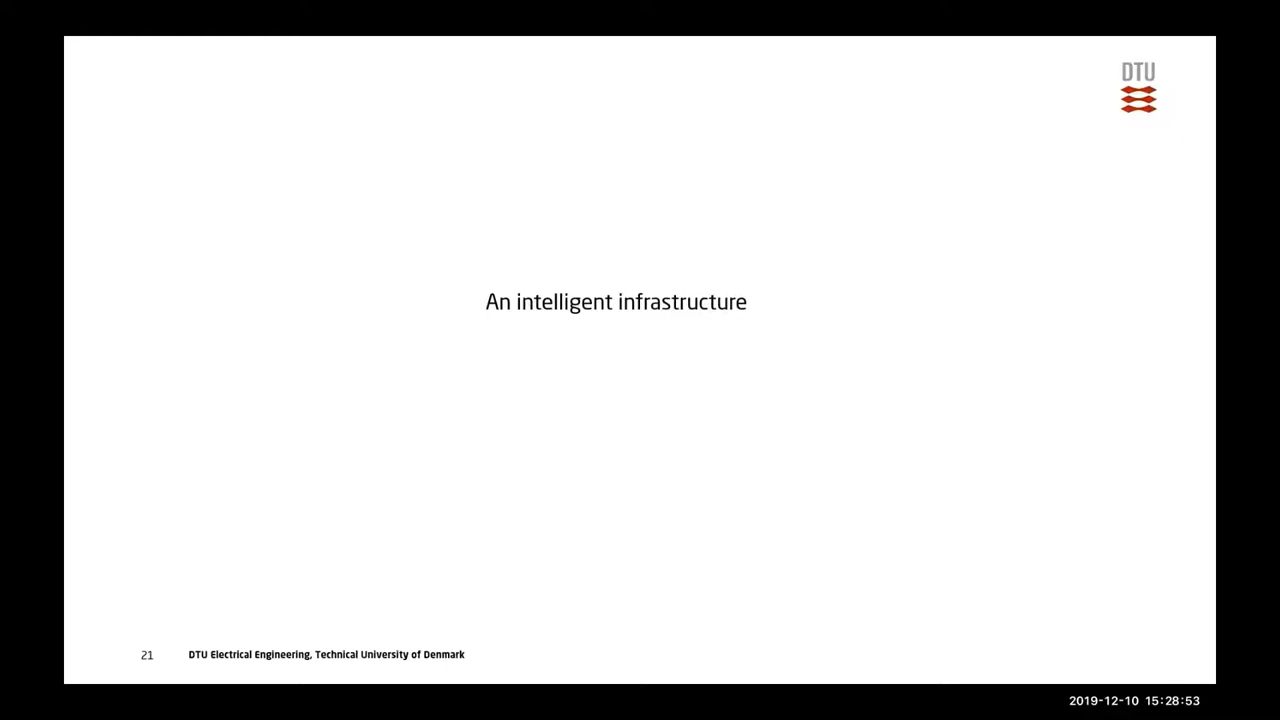 DTU
An intelligent infrastructure
21 DTU Electrical Engineering, Technical University of Denmark
2019-12-10 15:28:53